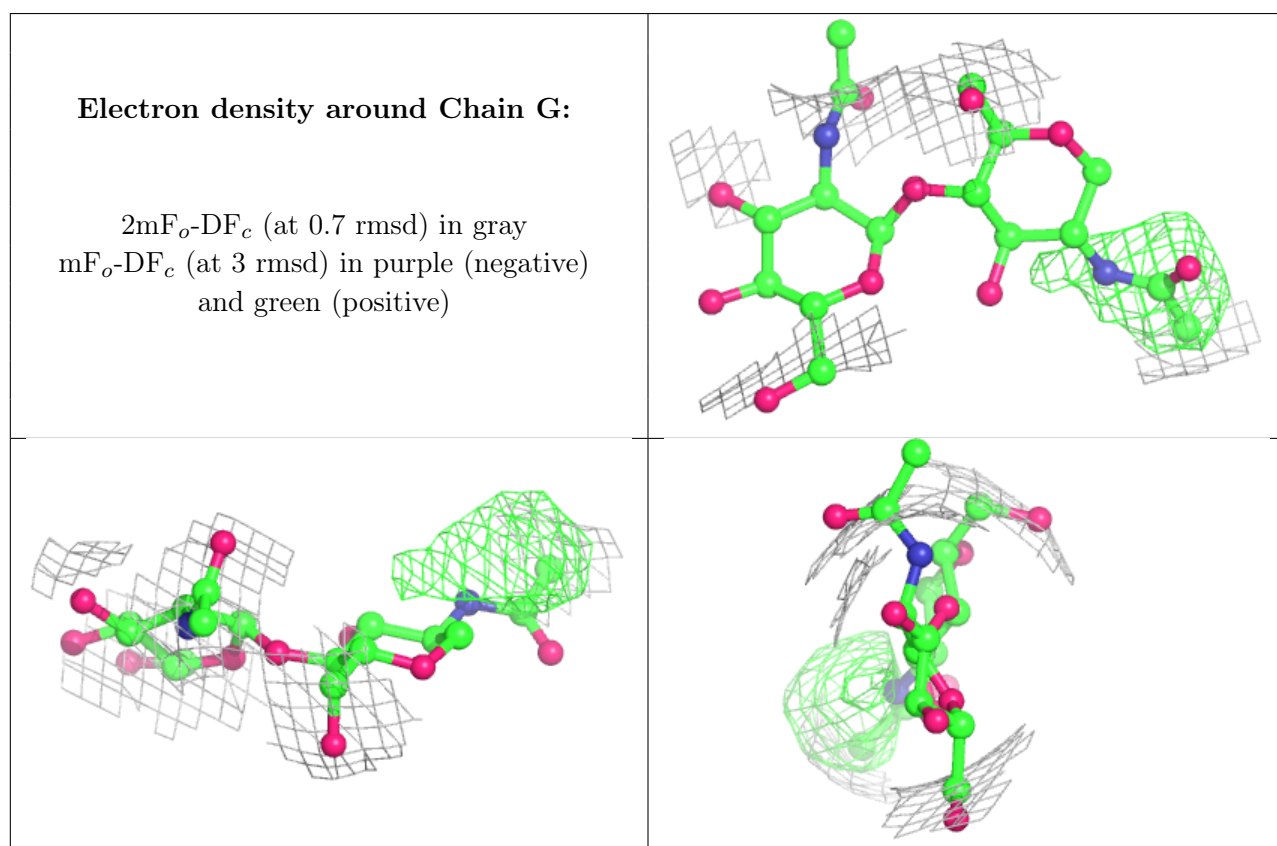 Electron density around Chain G:
2mFo-DFc (at 0.7 rmsd) in gray
mFo-DFc (at 3 rmsd) in purple (negative)
and green (positive)